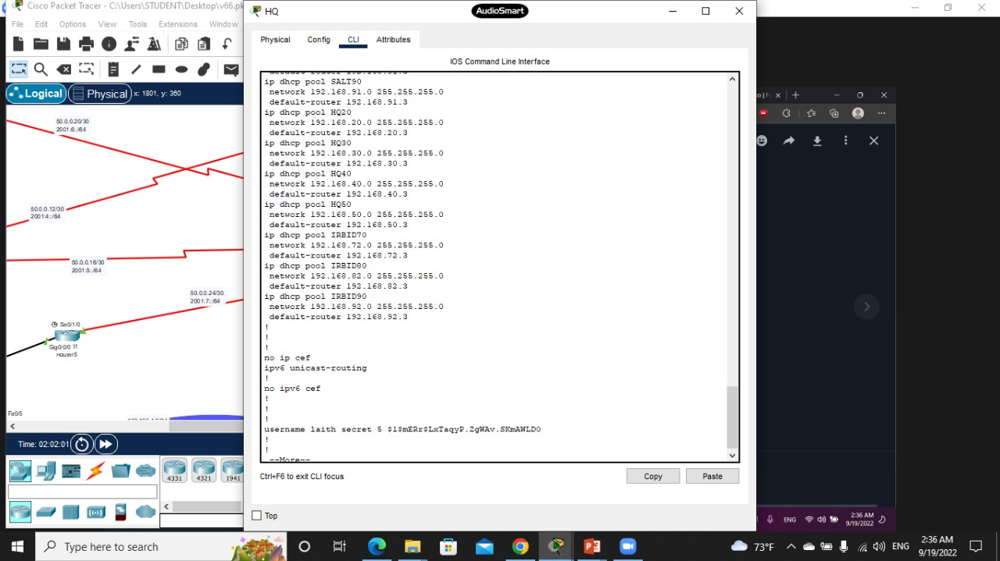 Cisco Packet Tracer - C:\Users\STUDENT\Desktop\v66.pk
HQ
AudioSmart
File Edit Options View Tools Extensions Window
Physical Config CLI Attributes
IOS Command Line Interface
Logical
Physical
x: 1801, y: 360
50.0.0.20/30
2001:6::/64
50.0.0.12/30
2001:4::/64
50.0.0.16/30
2001:5::/64
50.0.0.24/30
2001:7::/64
Se0/1/0
Gig0/0/0
Router5
Fa0/5
default-router 192.168.81.3
ip dhcp pool SALT90
network 192.168.91.0 255.255.255.0
default-router 192.168.91.3
ip dhcp pool HQ20
network 192.168.20.0 255.255.255.0
default-router 192.168.20.3
ip dhcp pool HQ30
network 192.168.30.0 255.255.255.0
default-router 192.168.30.3
ip dhcp pool HQ40
network 192.168.40.0 255.255.255.0
default-router 192.168.40.3
ip dhcp pool HQ50
network 192.168.50.0 255.255.255.0
default-router 192.168.50.3
ip dhcp pool IRBID70
network 192.168.72.0 255.255.255.0
default-router 192.168.72.3
ip dhcp pool IRBID80
network 192.168.82.0 255.255.255.0
default-router 192.168.82.3
ip dhcp pool IRBID90
network 192.168.92.0 255.255.255.0
default-router 192.168.92.3
!
!
!
no ip cef
ipv6 unicast-routing
!
no ipv6 cef
!
!
!
username laith secret 5 $1$mERr$LxTaqyP.ZgWAv.SKmAWLD0
!
!
--More--
Ctrl+F6 to exit CLI focus
Copy
Paste
Top
Time: 02:02:01
4331 4321 1941
ENG
2:36 AM
9/19/2022
Type here to search
73°F
ENG
2:36 AM
9/19/2022